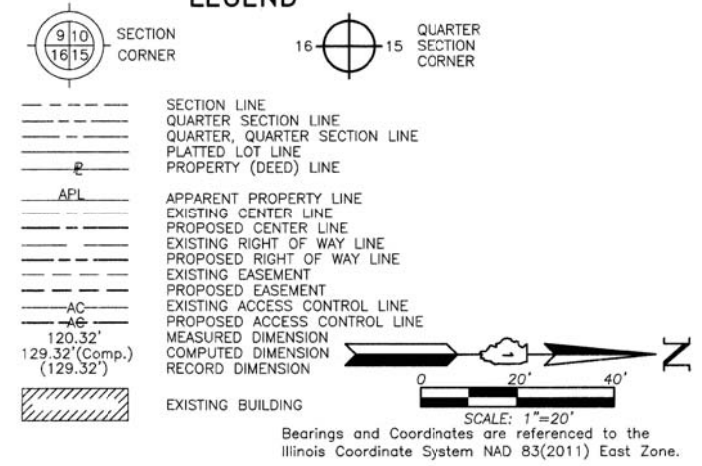 LEGEND
9 10
16 15
SECTION
CORNER
16
15
QUARTER
SECTION
CORNER
SECTION LINE
QUARTER SECTION LINE
QUARTER, QUARTER SECTION LINE
PLATTED LOT LINE
PROPERTY (DEED) LINE
APL APPARENT PROPERTY LINE
EXISTING CENTER LINE
PROPOSED CENTER LINE
EXISTING RIGHT OF WAY LINE
PROPOSED RIGHT OF WAY LINE
EXISTING EASEMENT
PROPOSED EASEMENT
AC EXISTING ACCESS CONTROL LINE
AC PROPOSED ACCESS CONTROL LINE
120.32' MEASURED DIMENSION
129.32'(Comp.) COMPUTED DIMENSION
(129.32') RECORD DIMENSION
EXISTING BUILDING
N
0 20' 40'
SCALE: 1"=20'
Bearings and Coordinates are referenced to the
Illinois Coordinate System NAD 83(2011) East Zone.